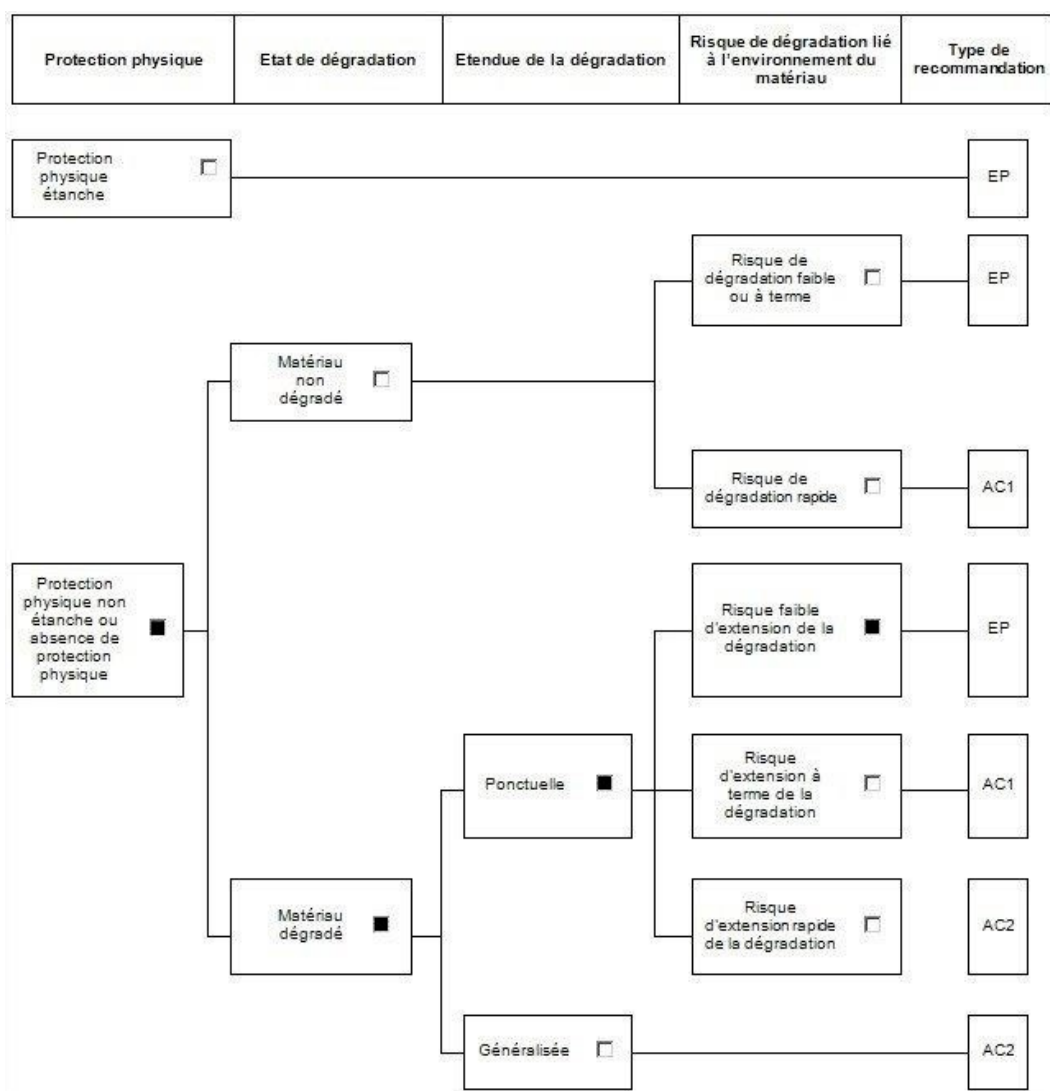 Protection physique
Etat de dégradation
Etendue de la dégradation
Risque de dégradation lié
à l'environnement du
matériau
Type de
recommandation
Protection
physique
étanche
EP
Risque de
dégradation faible
ou à terme
EP
Matériau
non
dégradé
Risque de
dégradation rapide
AC1
Protection
physique non
étanche ou
absence de
protection
physique
Risque faible
d'extension de la
dégradation
EP
Ponctuelle
Risque
d'extension à
terme de la
dégradation
AC1
Matériau
dégradé
Risque
d'extension rapide
de la dégradation
AC2
Généralisée
AC2